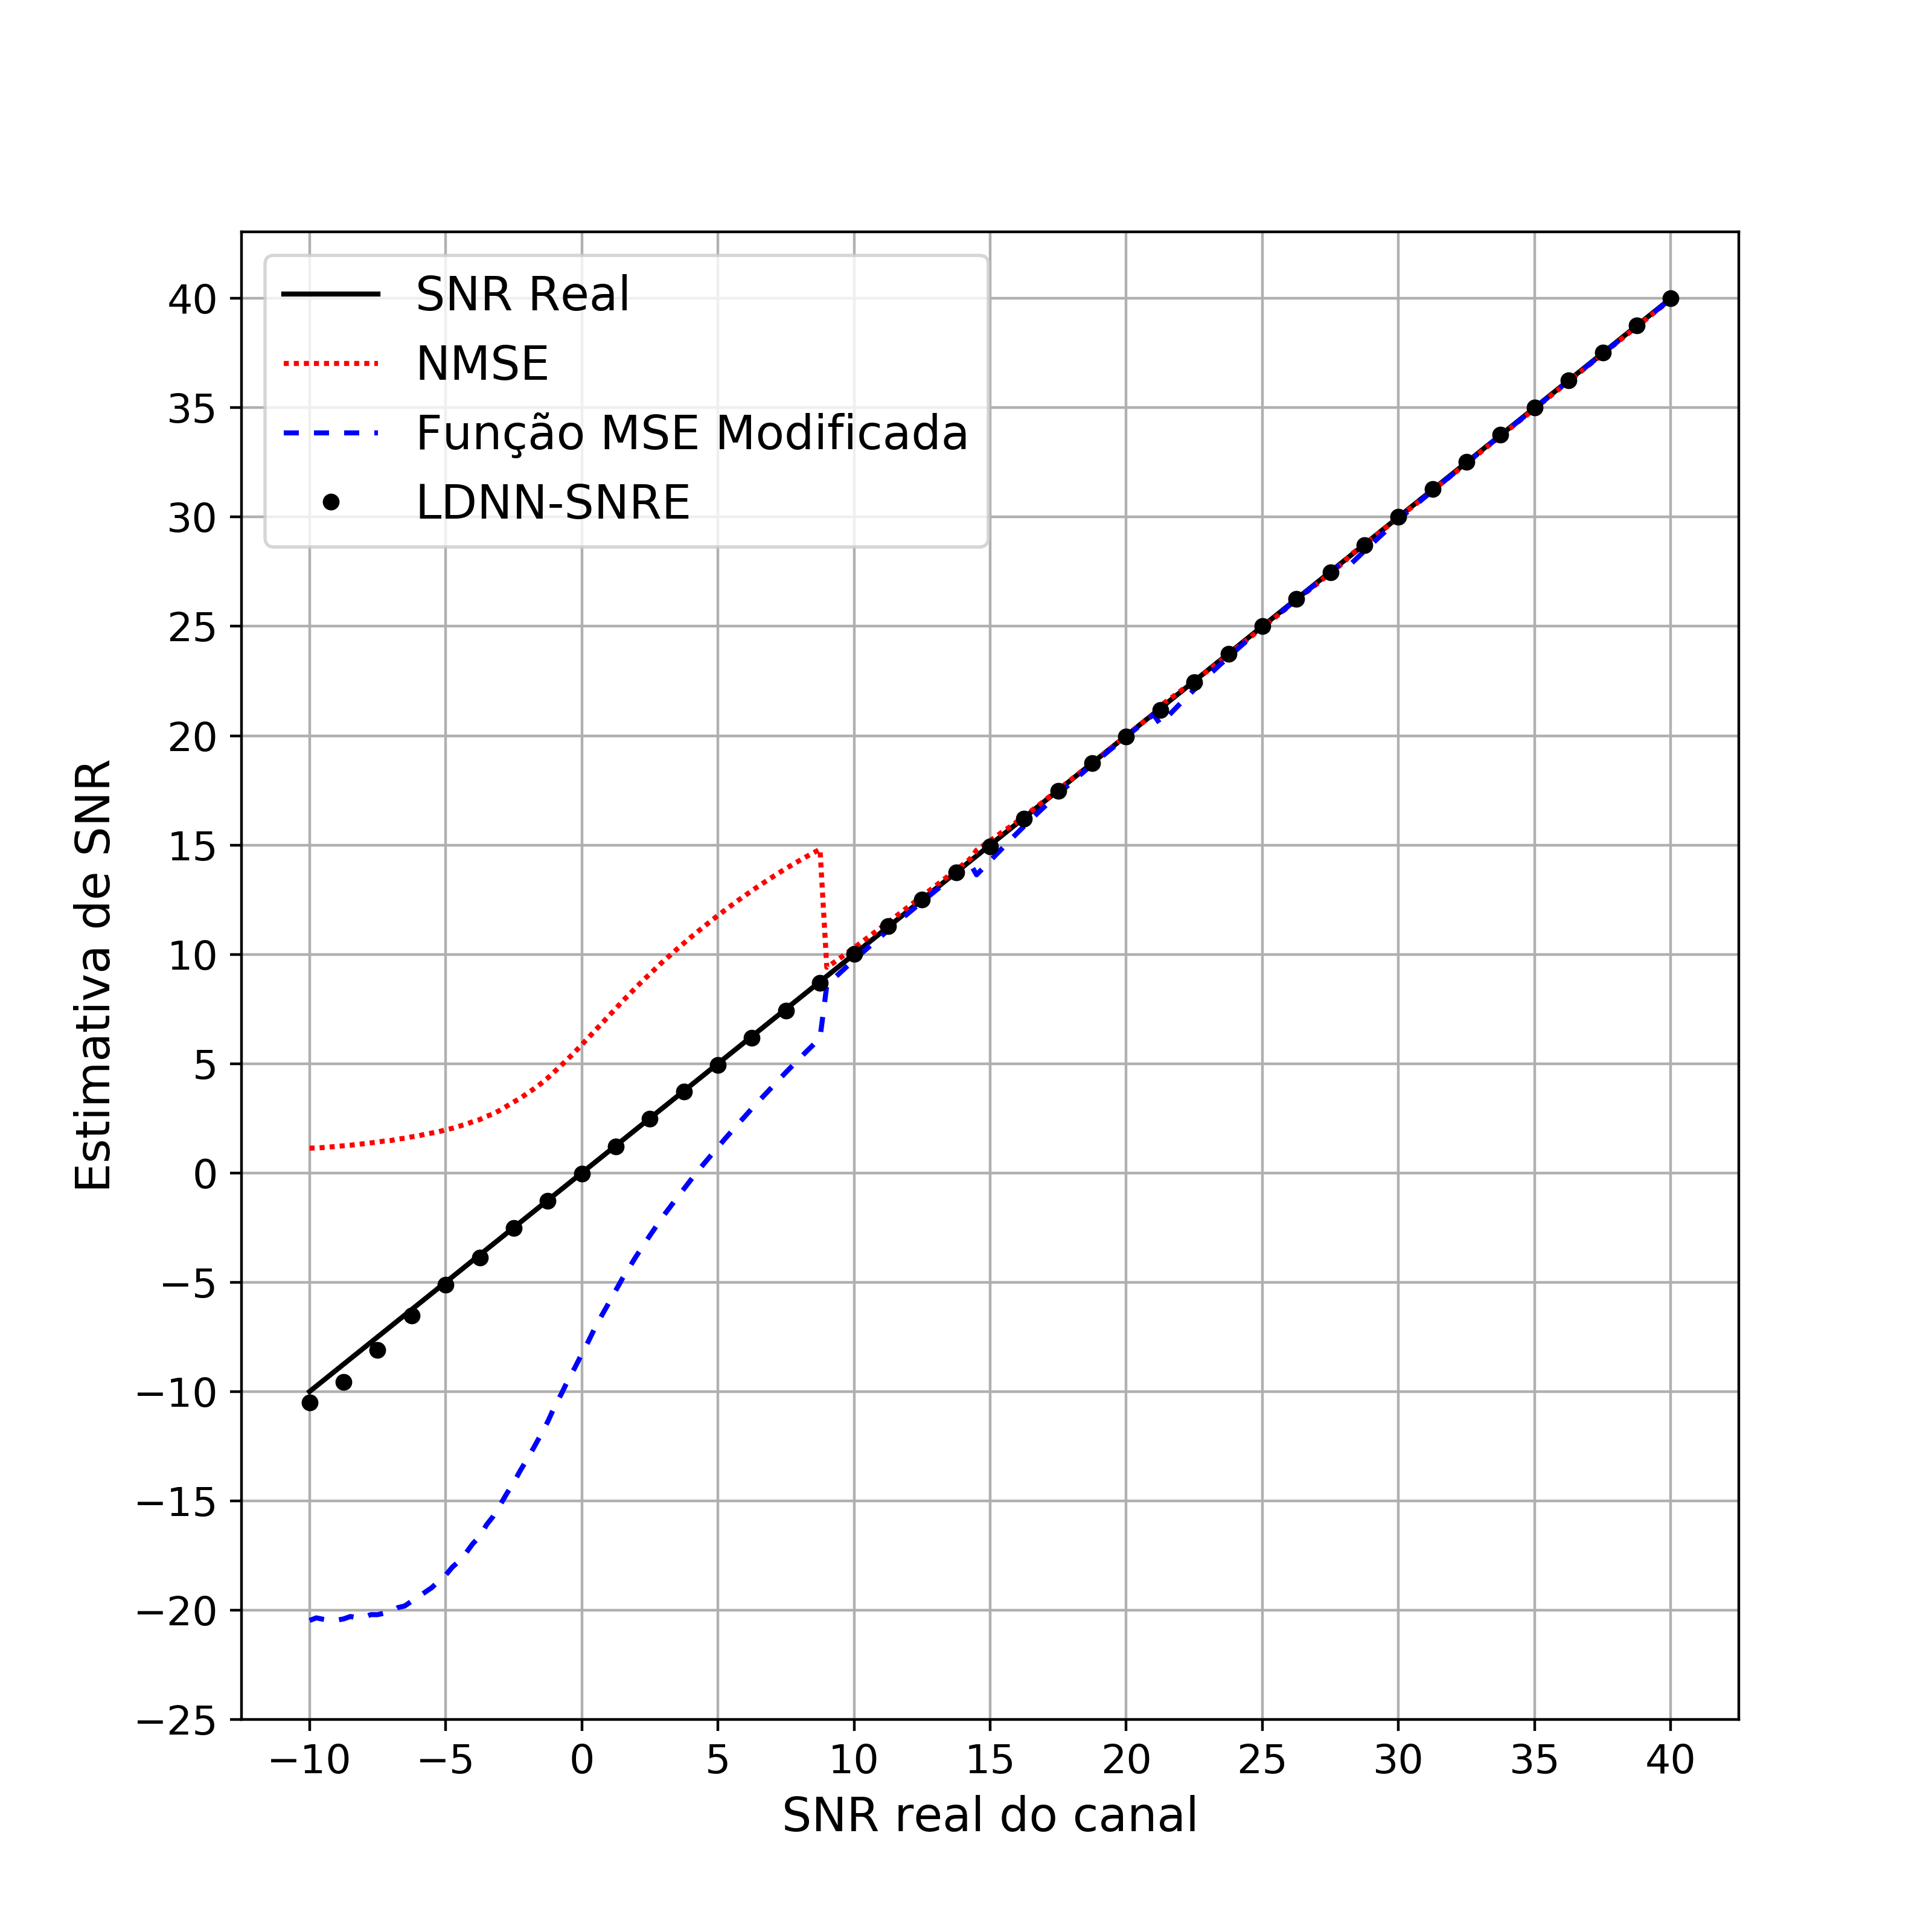 SNR Real
NMSE
Função MSE Modificada
LDNN-SNRE
Estimativa de SNR
40
35
30
25
20
15
10
5
0
−5
−10
−15
−20
−25
−10 −5 0 5 10 15 20 25 30 35 40
SNR real do canal